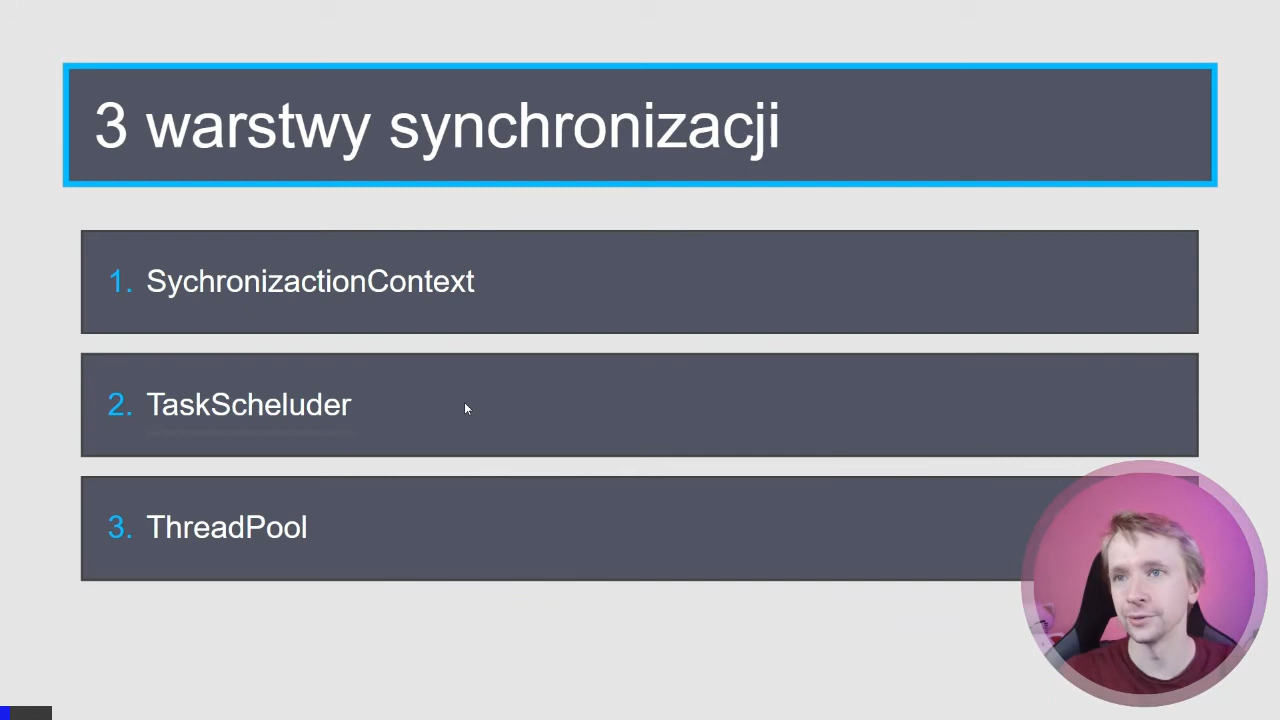 3 warstwy synchronizacji
1. SychronizactionContext
2. TaskScheluder
3. ThreadPool